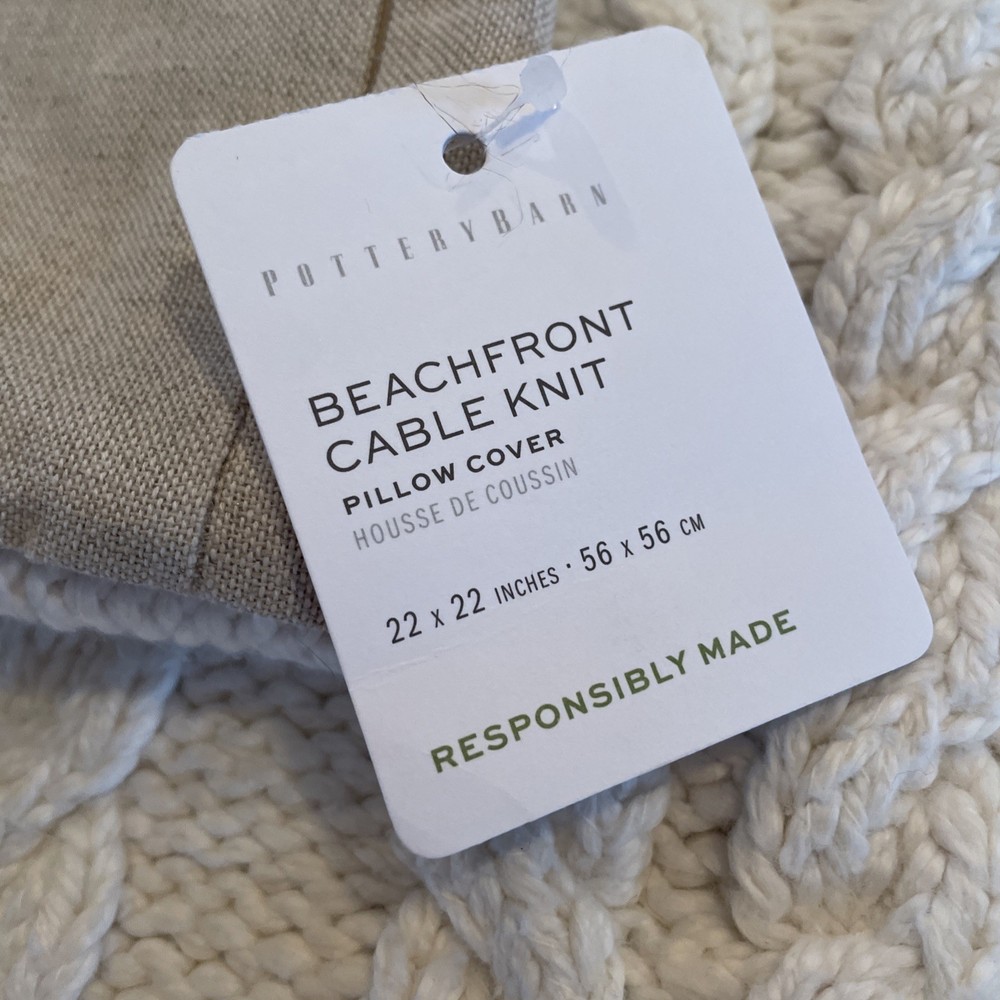 POTTERYBARN
BEACHFRONT
CABLE KNIT
PILLOW COVER
HOUSSE DE COUSSIN
22 X 22 INCHES · 56 X 56 CM
RESPONSIBLY MADE